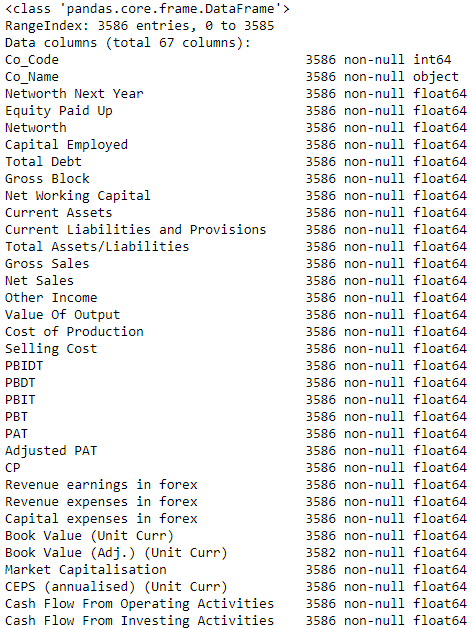 <class 'pandas.core.frame.DataFrame'>
RangeIndex: 3586 entries, 0 to 3585
Data columns (total 67 columns):
Co_Code 3586 non-null int64
Co_Name 3586 non-null object
Networth Next Year 3586 non-null float64
Equity Paid Up 3586 non-null float64
Networth 3586 non-null float64
Capital Employed 3586 non-null float64
Total Debt 3586 non-null float64
Gross Block 3586 non-null float64
Net Working Capital 3586 non-null float64
Current Assets 3586 non-null float64
Current Liabilities and Provisions 3586 non-null float64
Total Assets/Liabilities 3586 non-null float64
Gross Sales 3586 non-null float64
Net Sales 3586 non-null float64
Other Income 3586 non-null float64
Value Of Output 3586 non-null float64
Cost of Production 3586 non-null float64
Selling Cost 3586 non-null float64
PBIDT 3586 non-null float64
PBDT 3586 non-null float64
PBIT 3586 non-null float64
PBT 3586 non-null float64
PAT 3586 non-null float64
Adjusted PAT 3586 non-null float64
CP 3586 non-null float64
Revenue earnings in forex 3586 non-null float64
Revenue expenses in forex 3586 non-null float64
Capital expenses in forex 3586 non-null float64
Book Value (Unit Curr) 3586 non-null float64
Book Value (Adj.) (Unit Curr) 3582 non-null float64
Market Capitalisation 3586 non-null float64
CEPS (annualised) (Unit Curr) 3586 non-null float64
Cash Flow From Operating Activities 3586 non-null float64
Cash Flow From Investing Activities 3586 non-null float64